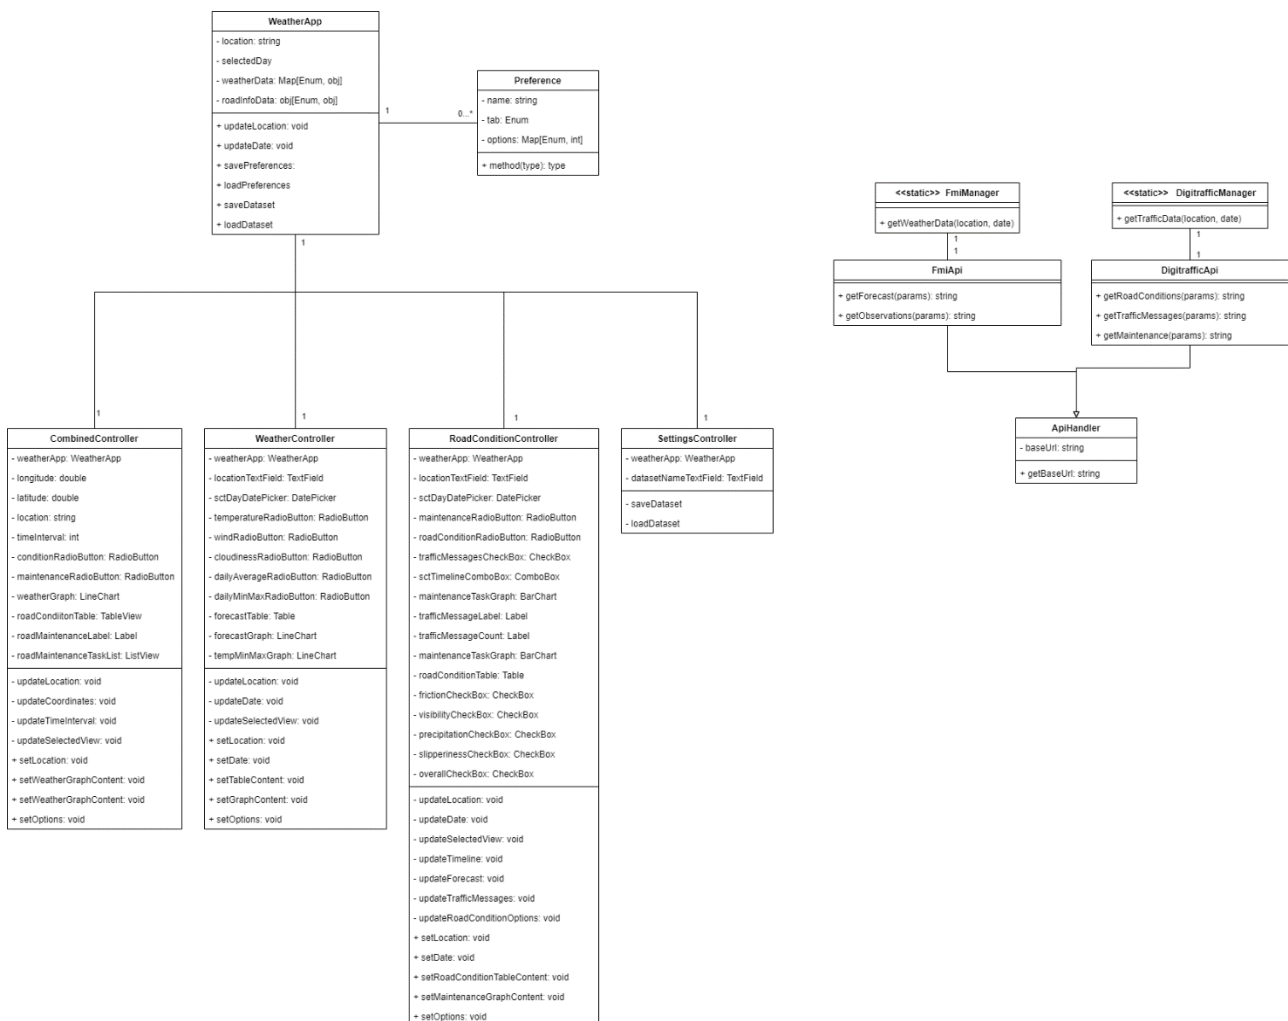 WeatherApp
- location: string
- selectedDay
- weatherData: Map[Enum, obj]
- roadInfoData: obj[Enum, obj]
+ updateLocation: void
+ updateDate: void
+ savePreferences:
+ loadPreferences
+ saveDataset
+ loadDataset
1
0...*
Preference
- name: string
- tab: Enum
- options: Map[Enum, int]
+ method(type): type
1
<<static>> FmiManager
+ getWeatherData(location, date)
1
1
<<static>> DigitrafficManager
+ getTrafficData(location, date)
1
1
FmiApi
+ getForecast(params): string
+ getObservations(params): string
DigitrafficApi
+ getRoadConditions(params): string
+ getTrafficMessages(params): string
+ getMaintenance(params): string
ApiHandler
- baseUrl: string
+ getBaseUrl: string
1
1
1
1
CombinedController
- weatherApp: WeatherApp
- longitude: double
- latitude: double
- location: string
- timeInterval: int
- conditionRadioButton: RadioButton
- maintenanceRadioButton: RadioButton
- weatherGraph: LineChart
- roadConditonTable: TableView
- roadMaintenanceLabel: Label
- roadMaintenanceTaskList: ListView
- updateLocation: void
- updateCoordinates: void
- updateTimeInterval: void
- updateSelectedView: void
+ setLocation: void
+ setWeatherGraphContent: void
+ setWeatherGraphContent: void
+ setOptions: void
WeatherController
- weatherApp: WeatherApp
- locationTextField: TextField
- sctDayDatePicker: DatePicker
- temperatureRadioButton: RadioButton
- windRadioButton: RadioButton
- cloudinessRadioButton: RadioButton
- dailyAverageRadioButton: RadioButton
- dailyMinMaxRadioButton: RadioButton
- forecastTable: Table
- forecastGraph: LineChart
- tempMinMaxGraph: LineChart
- updateLocation: void
- updateDate: void
- updateSelectedView: void
+ setLocation: void
+ setDate: void
+ setTableContent: void
+ setGraphContent: void
+ setOptions: void
RoadConditionController
- weatherApp: WeatherApp
- locationTextField: TextField
- sctDayDatePicker: DatePicker
- maintenanceRadioButton: RadioButton
- roadConditionRadioButton: RadioButton
- trafficMessagesCheckBox: CheckBox
- sctTimelineComboBox: ComboBox
- maintenanceTaskGraph: BarChart
- trafficMessageLabel: Label
- trafficMessageCount: Label
- maintenanceTaskGraph: BarChart
- roadConditionTable: Table
- frictionCheckBox: CheckBox
- visibilityCheckBox: CheckBox
- precipitationCheckBox: CheckBox
- slipperinessCheckBox: CheckBox
- overallCheckBox: CheckBox
- updateLocation: void
- updateDate: void
- updateSelectedView: void
- updateTimeline: void
- updateForecast: void
- updateTrafficMessages: void
- updateRoadConditionOptions: void
+ setLocation: void
+ setDate: void
+ setRoadConditionTableContent: void
+ setMaintenanceGraphContent: void
+ setOptions: void
SettingsController
- weatherApp: WeatherApp
- datasetNameTextField: TextField
- saveDataset
- loadDataset